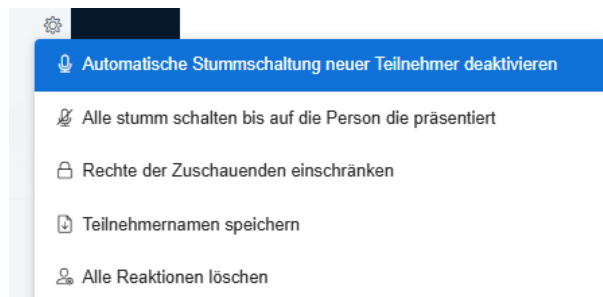 Automatische Stummschaltung neuer Teilnehmer deaktivieren
Alle stumm schalten bis auf die Person die präsentiert
Rechte der Zuschauenden einschränken
Teilnehmernamen speichern
Alle Reaktionen löschen